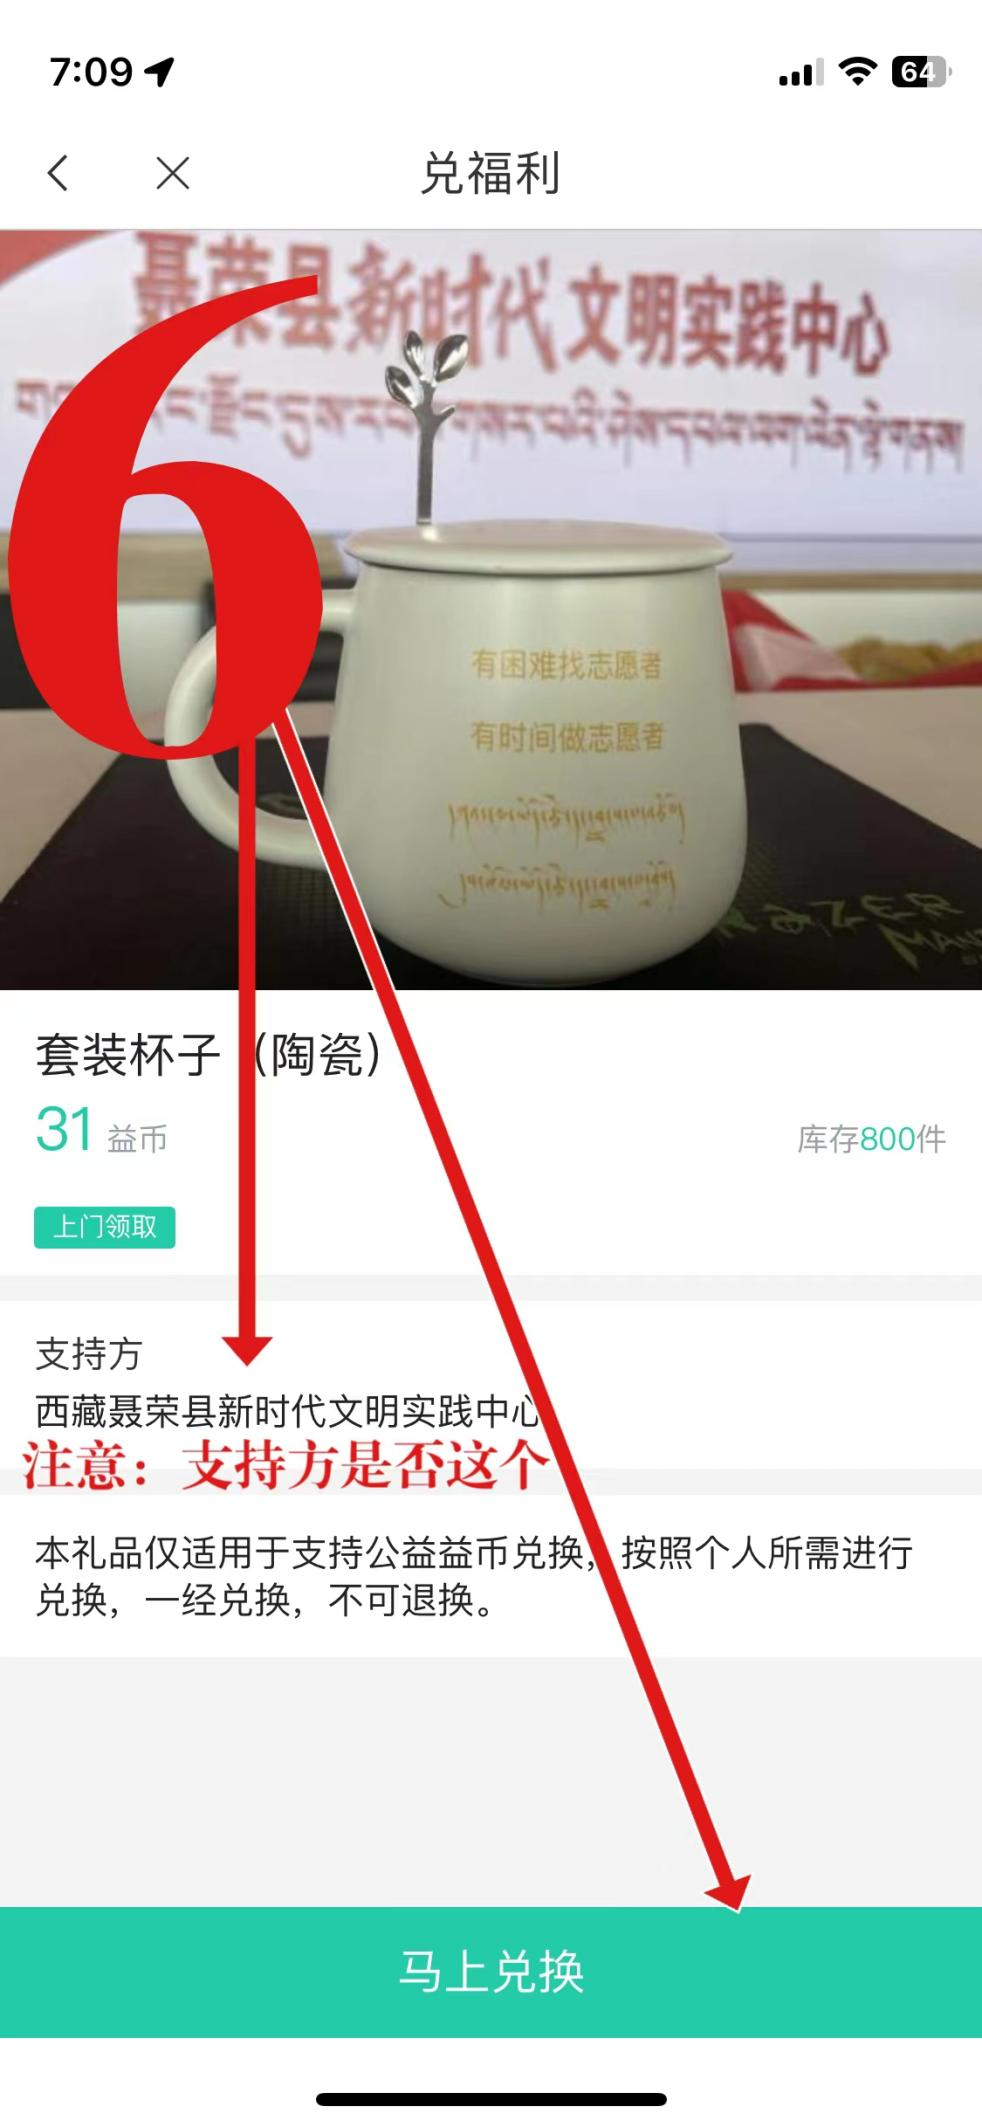 7:09
64
兑福利
聂荣县新时代文明实践中心
6
有困难找志愿者
有时间做志愿者
套装杯子（陶瓷）
31 益币
库存800件
上门领取
支持方
西藏聂荣县新时代文明实践中心
注意：支持方是否这个
本礼品仅适用于支持公益益币兑换，按照个人所需进行
兑换，一经兑换，不可退换。
马上兑换